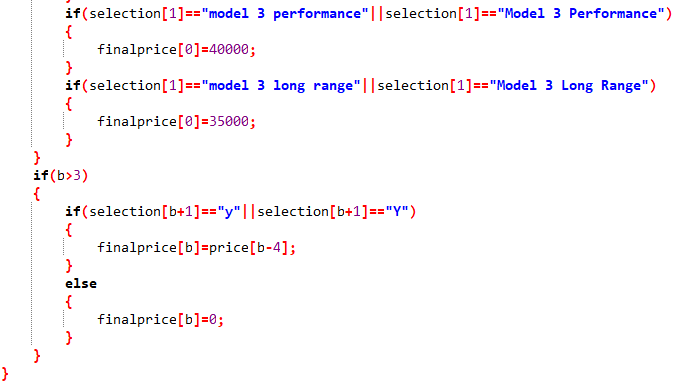 if(selection[1]=="model 3 performance"||selection[1]=="Model 3 Performance")
{
finalprice[0]=40000;
}
if(selection[1]=="model 3 long range"||selection[1]=="Model 3 Long Range")
{
finalprice[0]=35000;
}
}
if(b>3)
{
if(selection[b+1]=="y"||selection[b+1]=="Y")
{
finalprice[b]=price[b-4];
}
else
{
finalprice[b]=0;
}
}
}